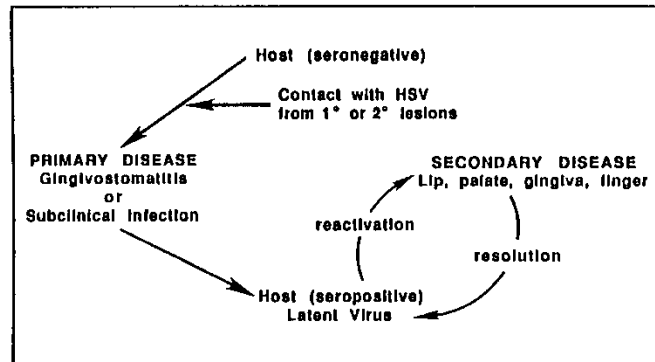 Host (seronegative)
Contact with HSV
from 1° or 2° lesions
PRIMARY DISEASE
Gingivostomatitis
or
Subclinical Infection
SECONDARY DISEASE
Lip, palate, gingiva, finger
reactivation
resolution
Host (seropositive)
Latent Virus